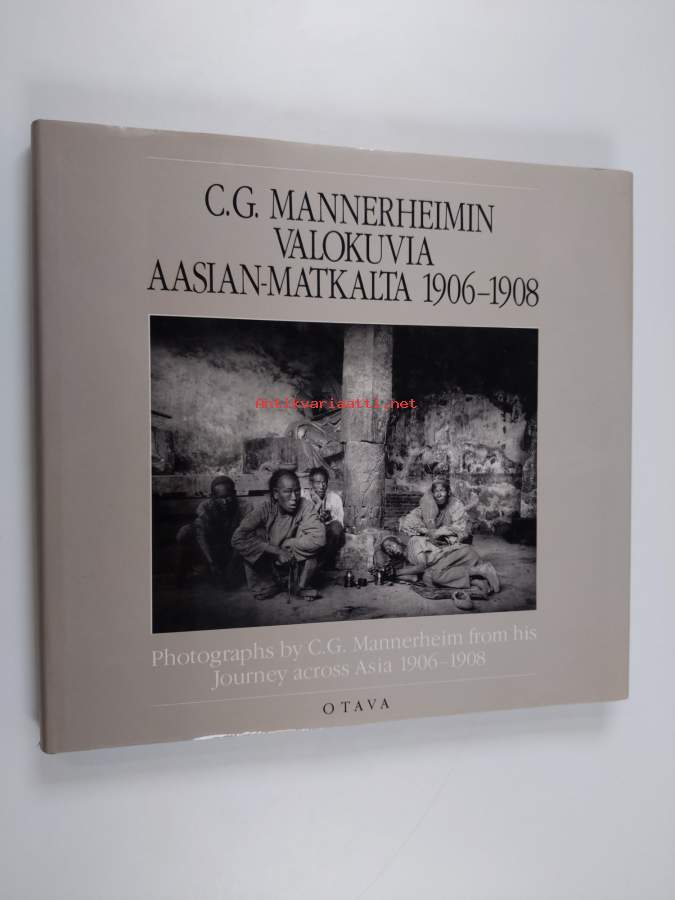 C.G. MANNERHEIMIN
VALOKUVIA
AASIAN-MATKALTA 1906–1908
Antikvariaatti.net
Photographs by C.G. Mannerheim from his
Journey across Asia 1906–1908
OTAVA